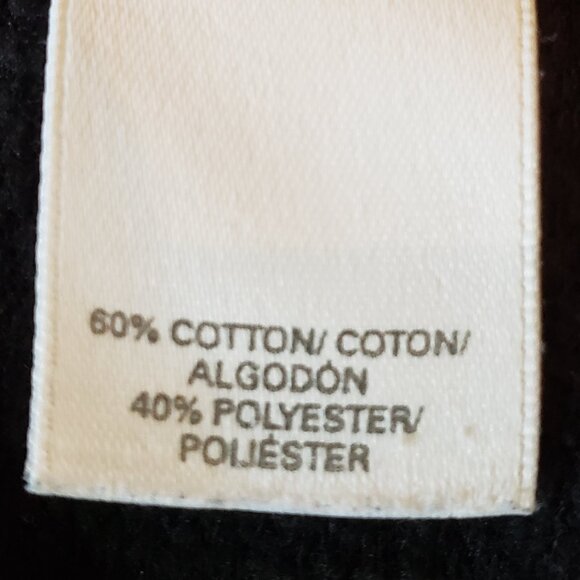 60% COTTON/ COTON/
ALGODÓN
40% POLYESTER/
POLIÉSTER